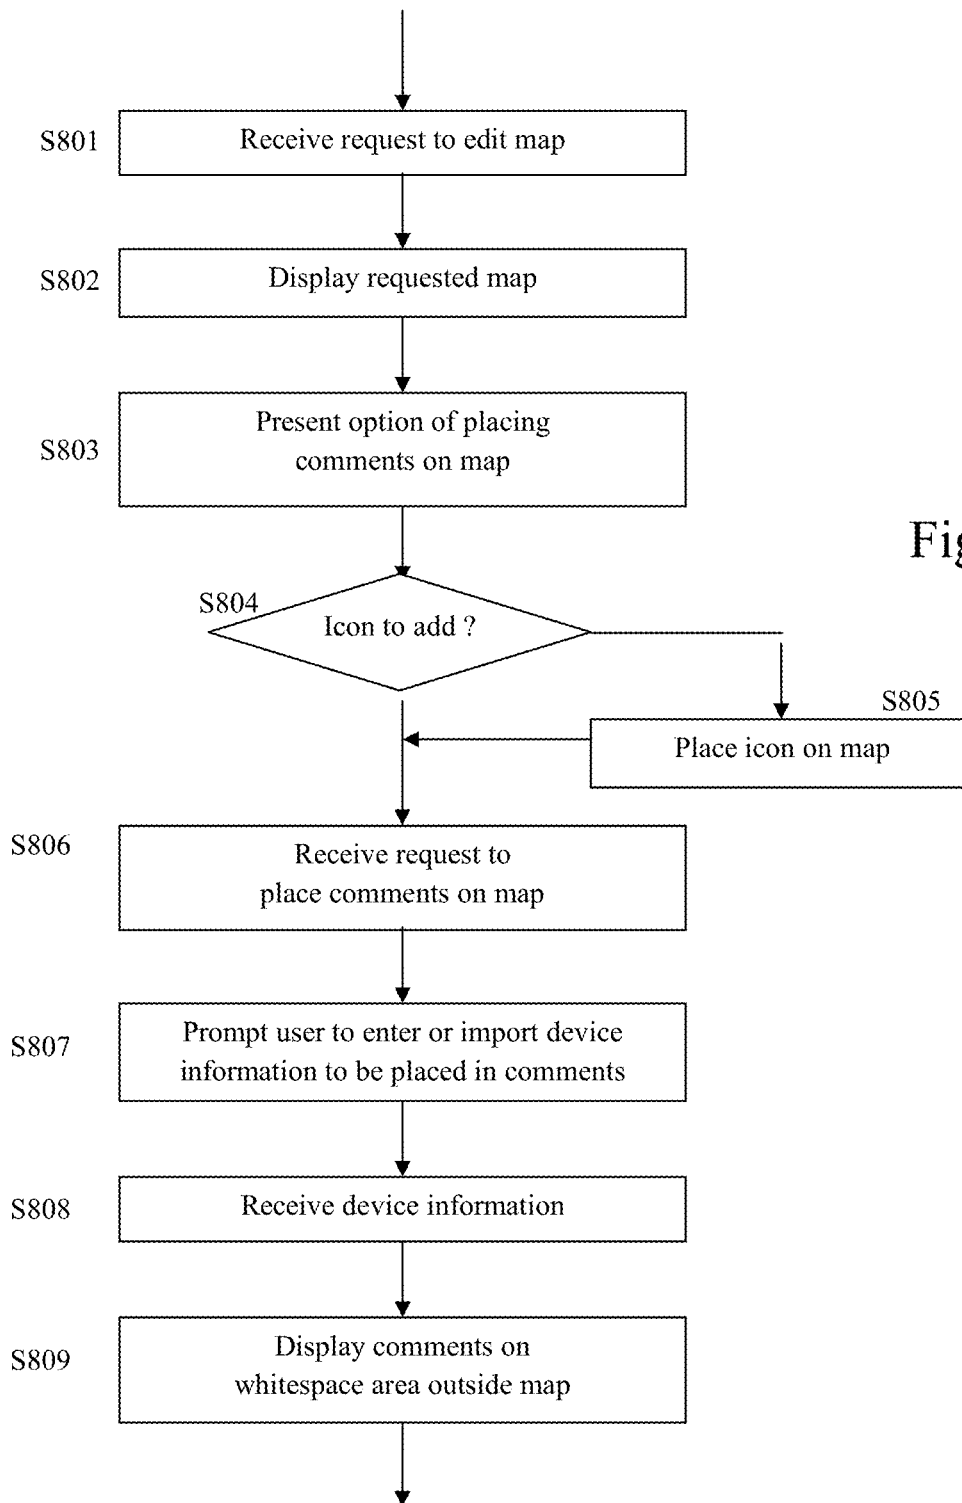 S801
Receive request to edit map
S802
Display requested map
S803
Present option of placing
comments on map
Fig
S804
Icon to add ?
S805
Place icon on map
S806
Receive request to
place comments on map
S807
Prompt user to enter or import device
information to be placed in comments
S808
Receive device information
S809
Display comments on
whitespace area outside map